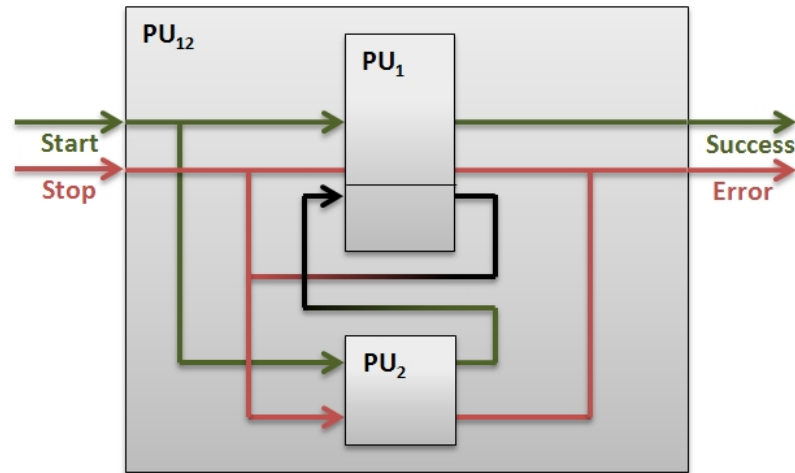 PU₁₂
PU₁
Start
Success
Stop
Error
PU₂